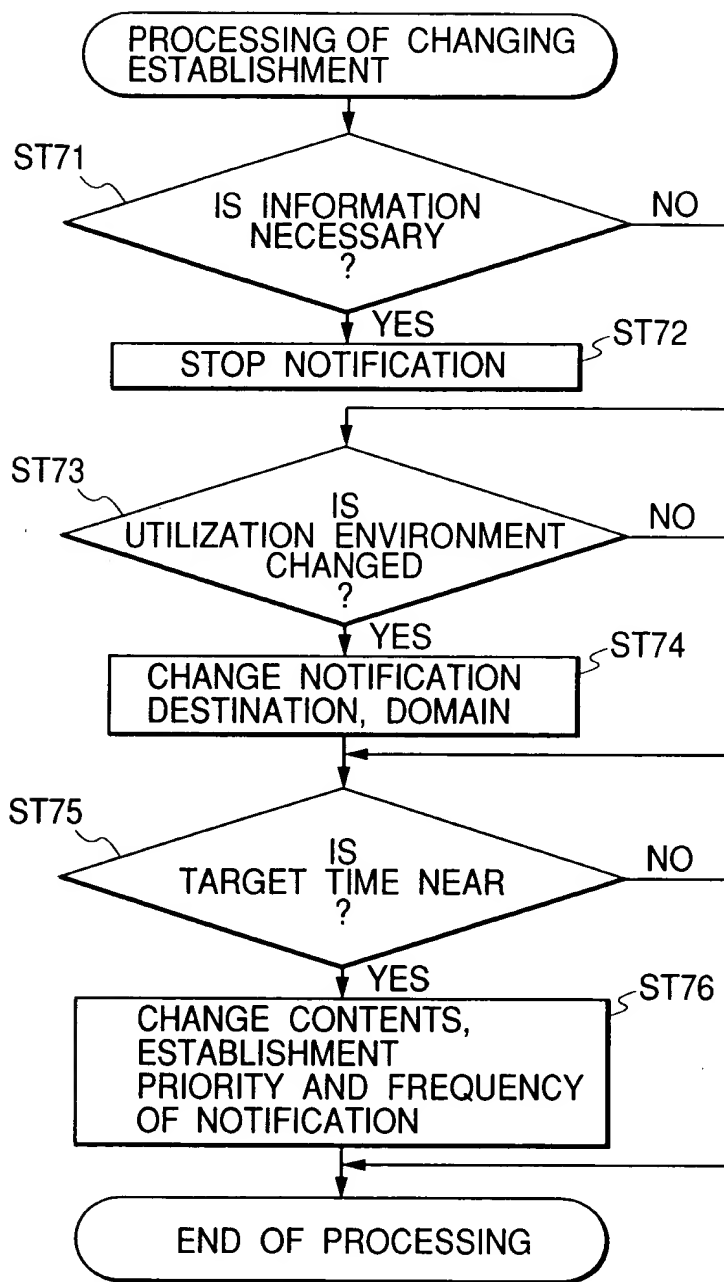 PROCESSING OF CHANGING
ESTABLISHMENT
ST71
IS INFORMATION
NECESSARY
?
NO
YES
ST72
STOP NOTIFICATION
ST73
IS
UTILIZATION ENVIRONMENT
CHANGED
?
NO
YES
ST74
CHANGE NOTIFICATION
DESTINATION, DOMAIN
ST75
IS
TARGET TIME NEAR
?
NO
YES
ST76
CHANGE CONTENTS,
ESTABLISHMENT
PRIORITY AND FREQUENCY
OF NOTIFICATION
END OF PROCESSING